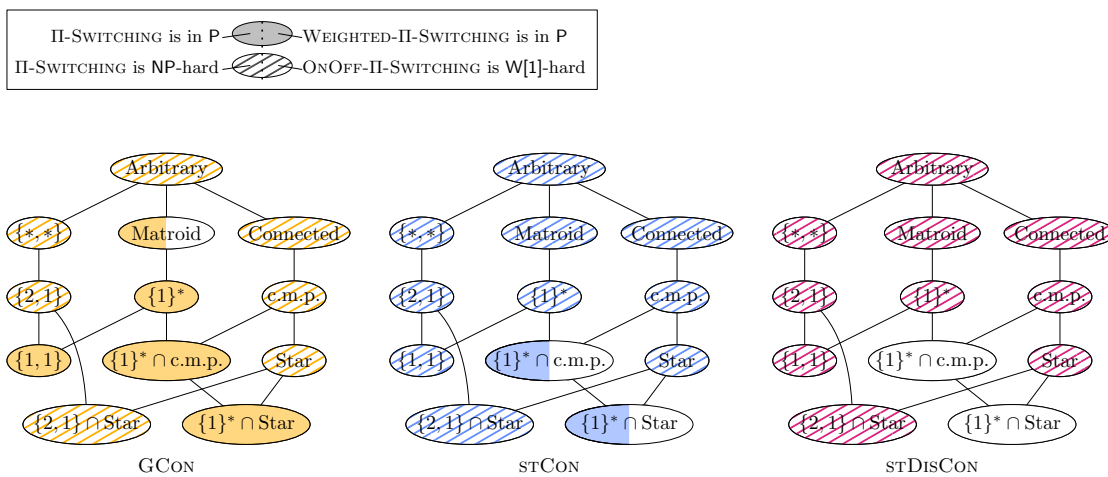 Π-Switching is in P Weighted-Π-Switching is in P
Π-Switching is NP-hard OnOff-Π-Switching is W[1]-hard
Arbitrary Arbitrary Arbitrary
{∗, ∗} Matroid Connected {∗, ∗} Matroid Connected {∗, ∗} Matroid Connected
{2, 1} {1}* c.m.p. {2, 1} {1}* c.m.p. {2, 1} {1}* c.m.p.
{1, 1} {1}* ∩ c.m.p. Star {1, 1} {1}* ∩ c.m.p. Star {1, 1} {1}* ∩ c.m.p. Star
{2, 1} ∩ Star {1}* ∩ Star {2, 1} ∩ Star {1}* ∩ Star {2, 1} ∩ Star {1}* ∩ Star
GCon stCon stDisCon